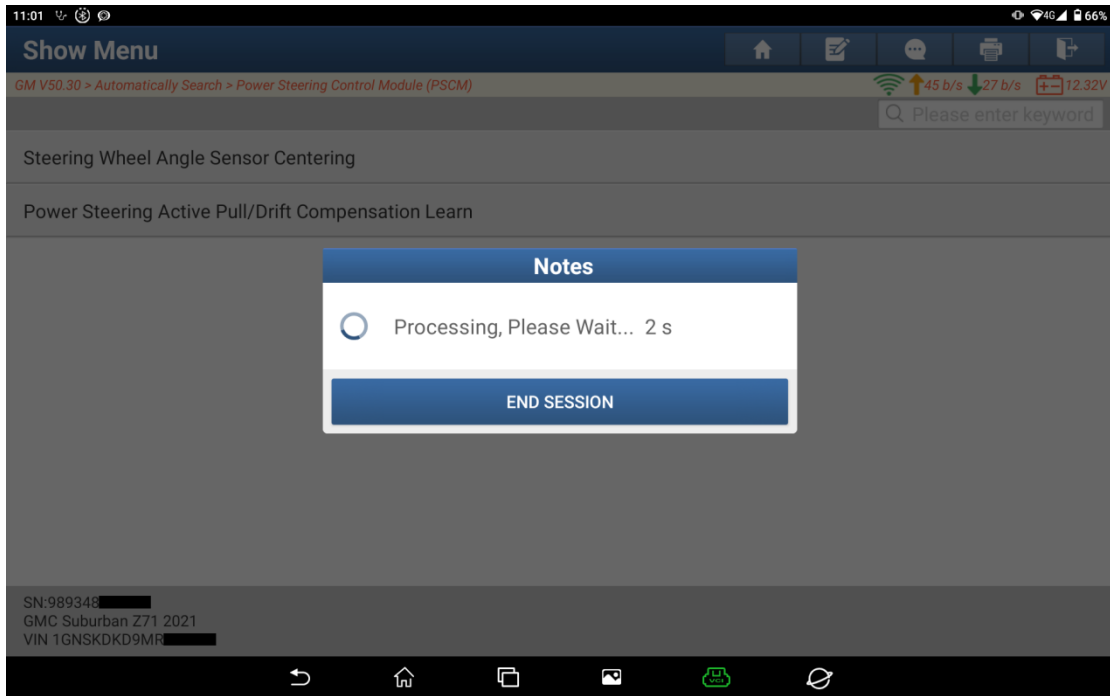 11:01 4G 66%
Show Menu
GM V50.30 > Automatically Search > Power Steering Control Module (PSCM) 45 b/s 27 b/s 12.32V
Please enter keyword
Steering Wheel Angle Sensor Centering
Power Steering Active Pull/Drift Compensation Learn
Notes
Processing, Please Wait... 2 s
END SESSION
SN:989348
GMC Suburban Z71 2021
VIN 1GNSKDKD9MR
VCI